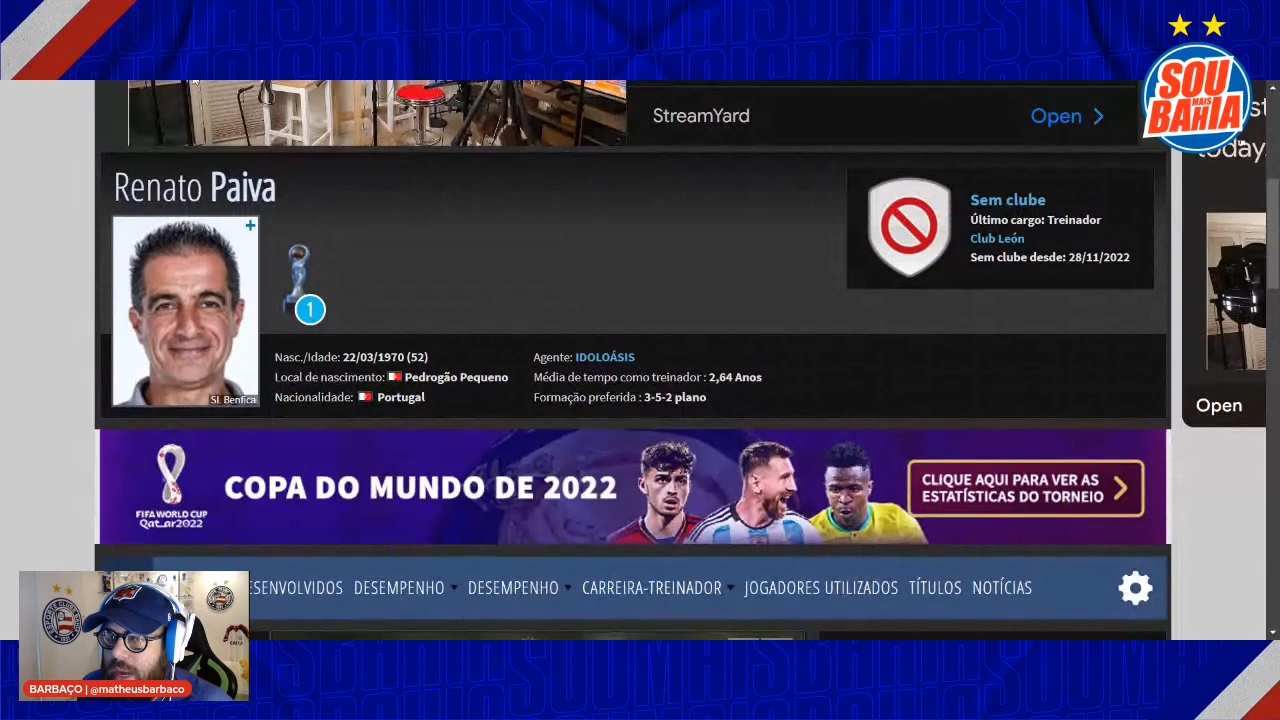 SOU
MAIS
BAHIA
StreamYard
Open
today.
Renato Paiva
SL Benfica
1
Sem clube
Último cargo: Treinador
Club León
Sem clube desde: 28/11/2022
Nasc./Idade: 22/03/1970 (52)
Local de nascimento: Pedrogão Pequeno
Nacionalidade: Portugal
Agente: IDOLOÁSIS
Média de tempo como treinador : 2,64 Anos
Formação preferida : 3-5-2 plano
Open
FIFA WORLD CUP
Qatar2022
COPA DO MUNDO DE 2022
CLIQUE AQUI PARA VER AS
ESTATÍSTICAS DO TORNEIO
ESENVOLVIDOS DESEMPENHO DESEMPENHO CARREIRA-TREINADOR JOGADORES UTILIZADOS TÍTULOS NOTÍCIAS
BARBAÇO | @matheusbarbaco